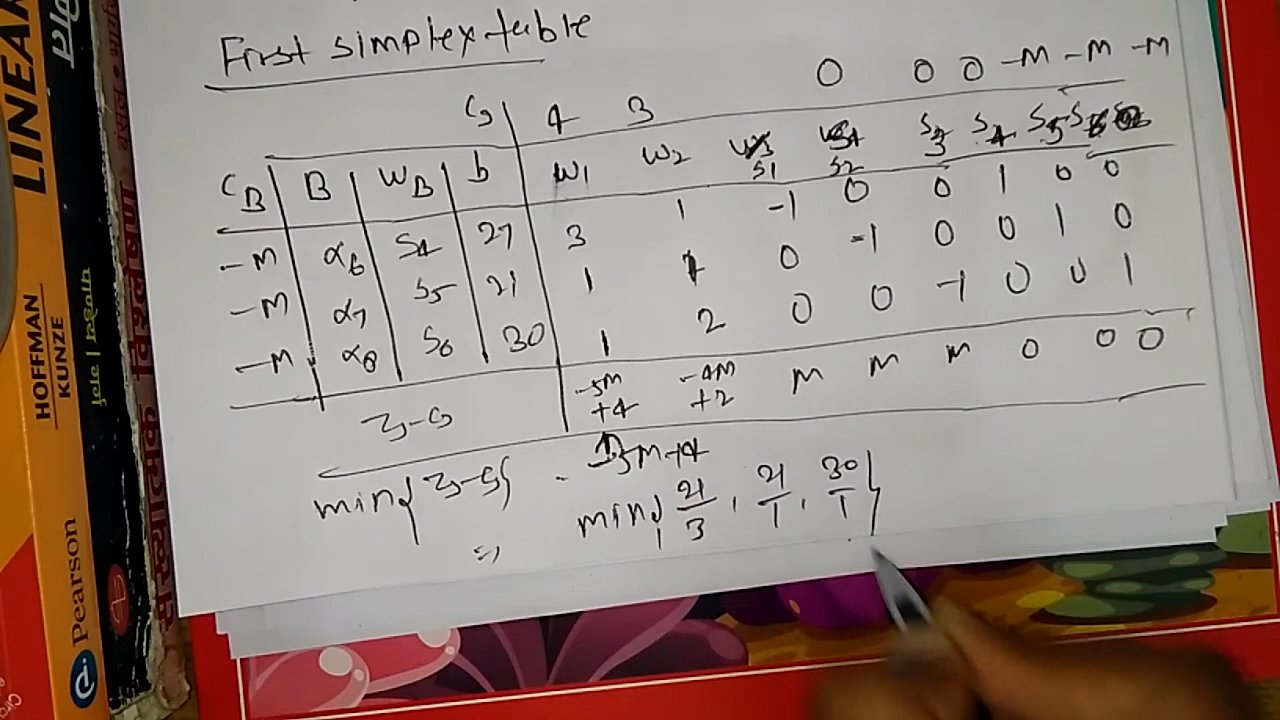 First simplex table
0 0 0 -M -M -M
Cj 4 3
CB B WB b W1 W2 S1 S2 S3 S4 S5 S6
-M α6 S4 27 3 1 -1 0 0 1 0 0
-M α7 S5 21 1 1 0 -1 0 0 1 0
-M α8 S6 30 1 2 0 0 -1 0 0 1
Zj-Cj -5M+4 -4M+2 M M M 0 0 0
min{Zj-Cj} =
=> min{ 21/3 , 21/1 , 30/1 }
LINEAR
HOFFMAN
KUNZE
Pearson